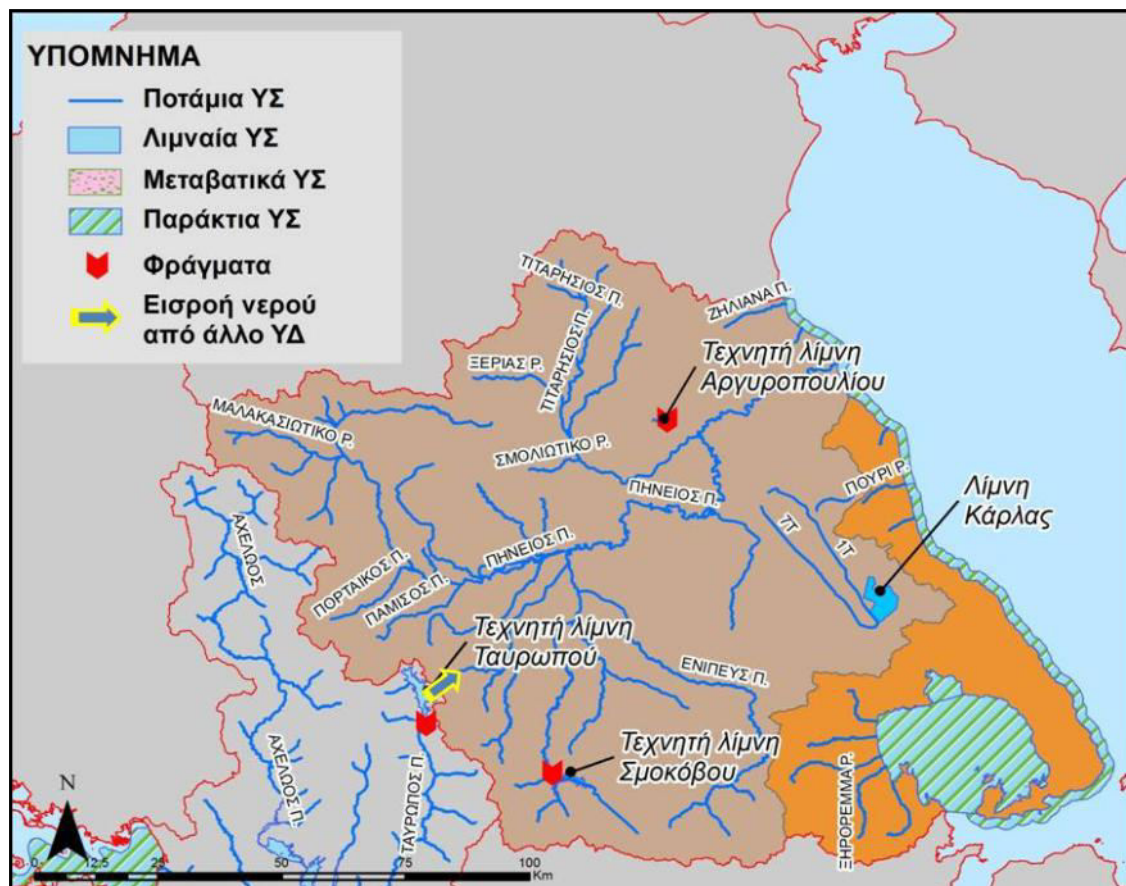 ΥΠΟΜΝΗΜΑ
Ποτάμια ΥΣ
Λιμναία ΥΣ
Μεταβατικά ΥΣ
Παράκτια ΥΣ
Φράγματα
Εισροή νερού
από άλλο ΥΔ
ΤΙΤΑΡΗΣΙΟΣ Π.
ΖΗΛΙΑΝΑ Π.
ΤΙΤΑΡΗΣΙΟΣ Π.
ΞΕΡΙΑΣ Ρ.
Τεχνητή λίμνη
Αργυροπουλίου
ΜΑΛΑΚΑΣΙΩΤΙΚΟ Ρ.
ΣΜΟΛΙΩΤΙΚΟ Ρ.
ΠΗΝΕΙΟΣ Π.
ΠΟΥΡΙ Ρ.
Λίμνη
Κάρλας
7Τ
1Τ
ΑΧΕΛΩΟΣ
ΠΗΝΕΙΟΣ Π.
ΠΟΡΤΑΙΚΟΣ Π.
ΠΑΜΙΣΟΣ Π.
Τεχνητή λίμνη
Ταυρωπού
ΕΝΙΠΕΥΣ Π.
ΑΧΕΛΩΟΣ Π.
ΤΑΥΡΩΠΟΣ Π.
Τεχνητή λίμνη
Σμοκόβου
ΞΗΡΟΡΕΜΜΑ Ρ.
N
0 12,5 25 50 75 100
Km